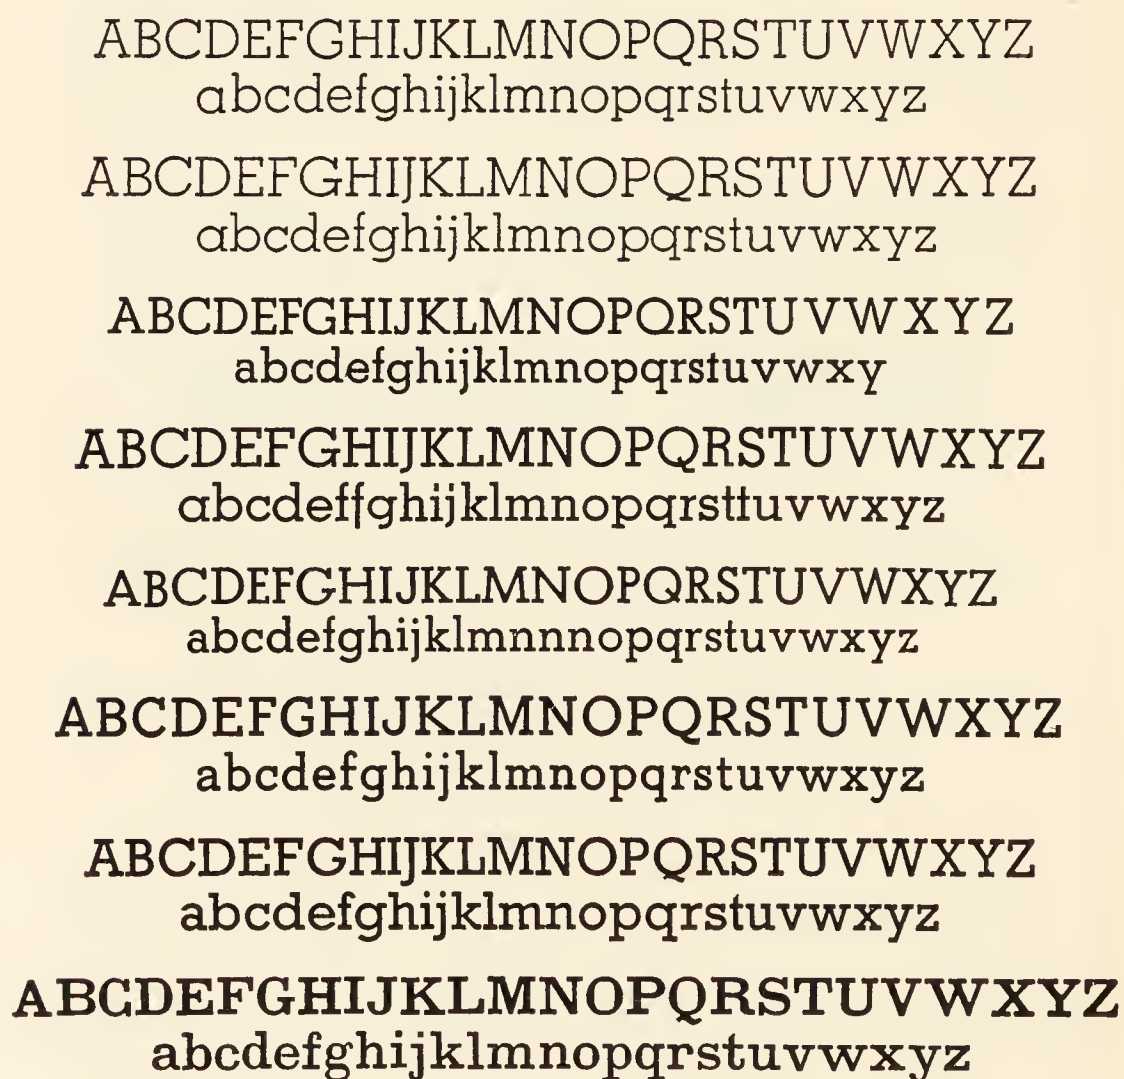 ABCDEFGHIJKLMNOPQRSTUVWXYZ
abcdefghijklmnopqrstuvwxyz
ABCDEFGHIJKLMNOPQRSTUVWXYZ
abcdefghijklmnopqrstuvwxyz
ABCDEFGHIJKLMNOPQRSTUVWXYZ
abcdefghijklmnopqrstuvwxy
ABCDEFGHIJKLMNOPQRSTUVWXYZ
abcdeffghijklmnopqrsttuvwxyz
ABCDEFGHIJKLMNOPQRSTUVWXYZ
abcdefghijklmnnnopqrstuvwxyz
ABCDEFGHIJKLMNOPQRSTUVWXYZ
abcdefghijklmnopqrstuvwxyz
ABCDEFGHIJKLMNOPQRSTUVWXYZ
abcdefghijklmnopqrstuvwxyz
ABCDEFGHIJKLMNOPQRSTUVWXYZ
abcdefghijklmnopqrstuvwxyz